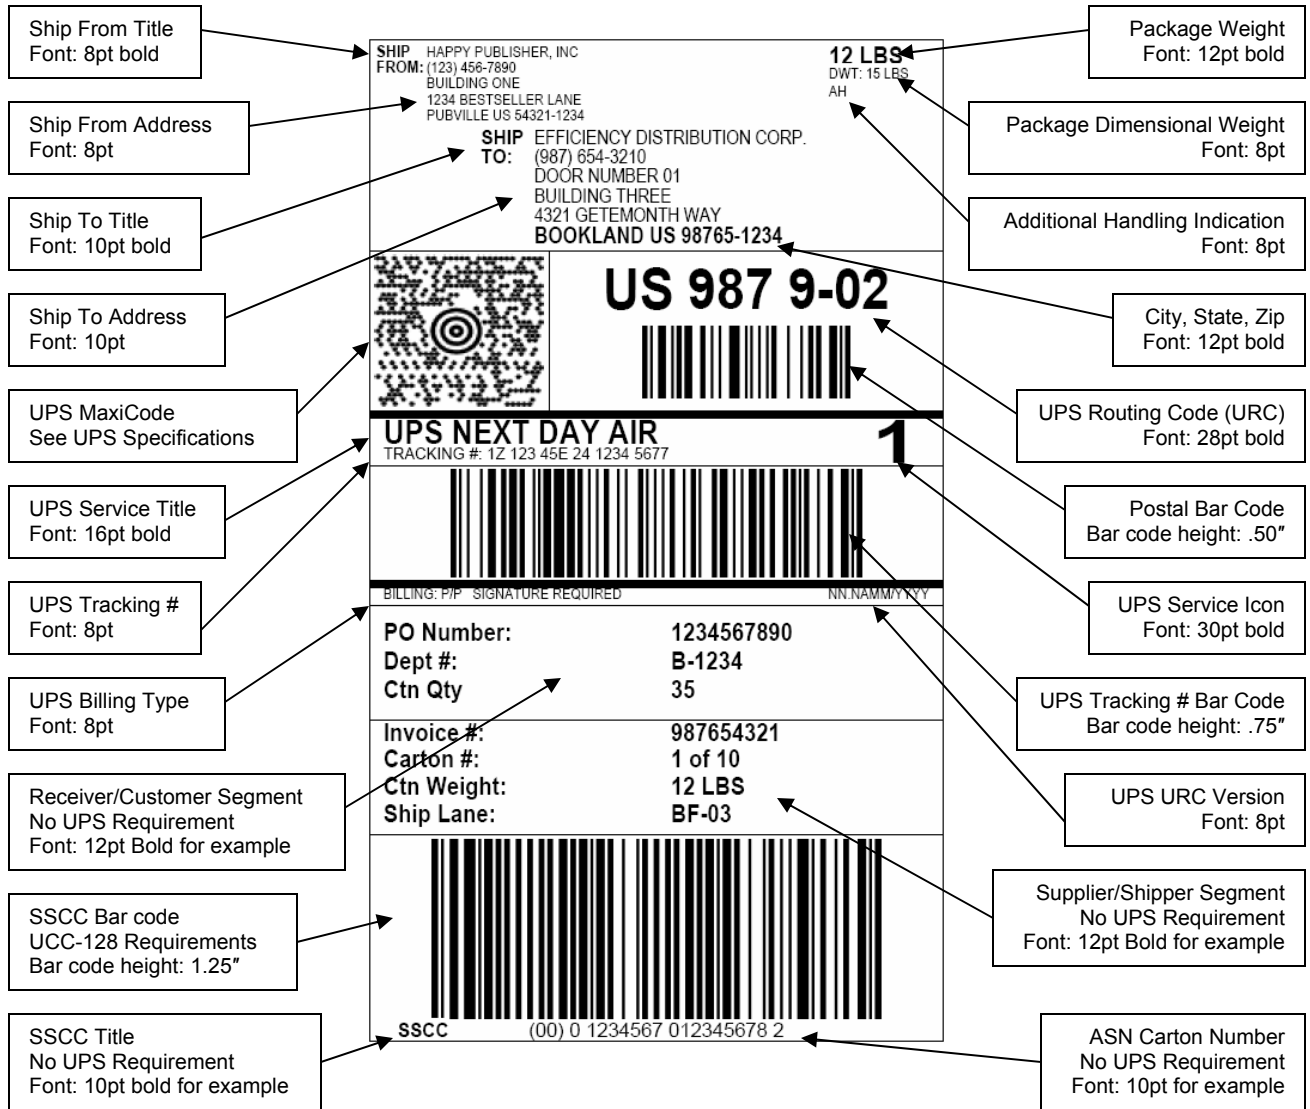 Ship From Title
Font: 8pt bold
Ship From Address
Font: 8pt
Ship To Title
Font: 10pt bold
Ship To Address
Font: 10pt
UPS MaxiCode
See UPS Specifications
UPS Service Title
Font: 16pt bold
UPS Tracking #
Font: 8pt
UPS Billing Type
Font: 8pt
Receiver/Customer Segment
No UPS Requirement
Font: 12pt Bold for example
SSCC Bar code
UCC-128 Requirements
Bar code height: 1.25″
SSCC Title
No UPS Requirement
Font: 10pt bold for example
SHIP HAPPY PUBLISHER, INC
FROM: (123) 456-7890
BUILDING ONE
1234 BESTSELLER LANE
PUBVILLE US 54321-1234
12 LBS
DWT: 15 LBS
AH
SHIP EFFICIENCY DISTRIBUTION CORP.
TO: (987) 654-3210
DOOR NUMBER 01
BUILDING THREE
4321 GETEMONTH WAY
BOOKLAND US 98765-1234
US 987 9-02
UPS NEXT DAY AIR 1
TRACKING #: 1Z 123 45E 24 1234 5677
BILLING: P/P SIGNATURE REQUIRED NN.NAMM/YYYY
PO Number: 1234567890
Dept #: B-1234
Ctn Qty 35
Invoice #: 987654321
Carton #: 1 of 10
Ctn Weight: 12 LBS
Ship Lane: BF-03
SSCC (00) 0 1234567 012345678 2
Package Weight
Font: 12pt bold
Package Dimensional Weight
Font: 8pt
Additional Handling Indication
Font: 8pt
City, State, Zip
Font: 12pt bold
UPS Routing Code (URC)
Font: 28pt bold
Postal Bar Code
Bar code height: .50″
UPS Service Icon
Font: 30pt bold
UPS Tracking # Bar Code
Bar code height: .75″
UPS URC Version
Font: 8pt
Supplier/Shipper Segment
No UPS Requirement
Font: 12pt Bold for example
ASN Carton Number
No UPS Requirement
Font: 10pt for example